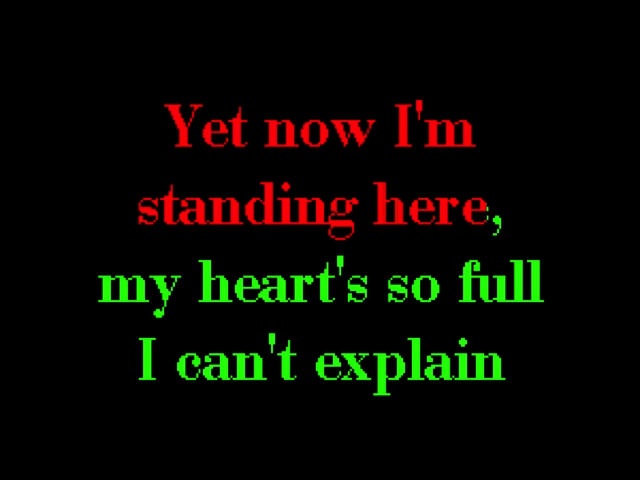 Yet now I'm
standing here,
my heart's so full
I can't explain